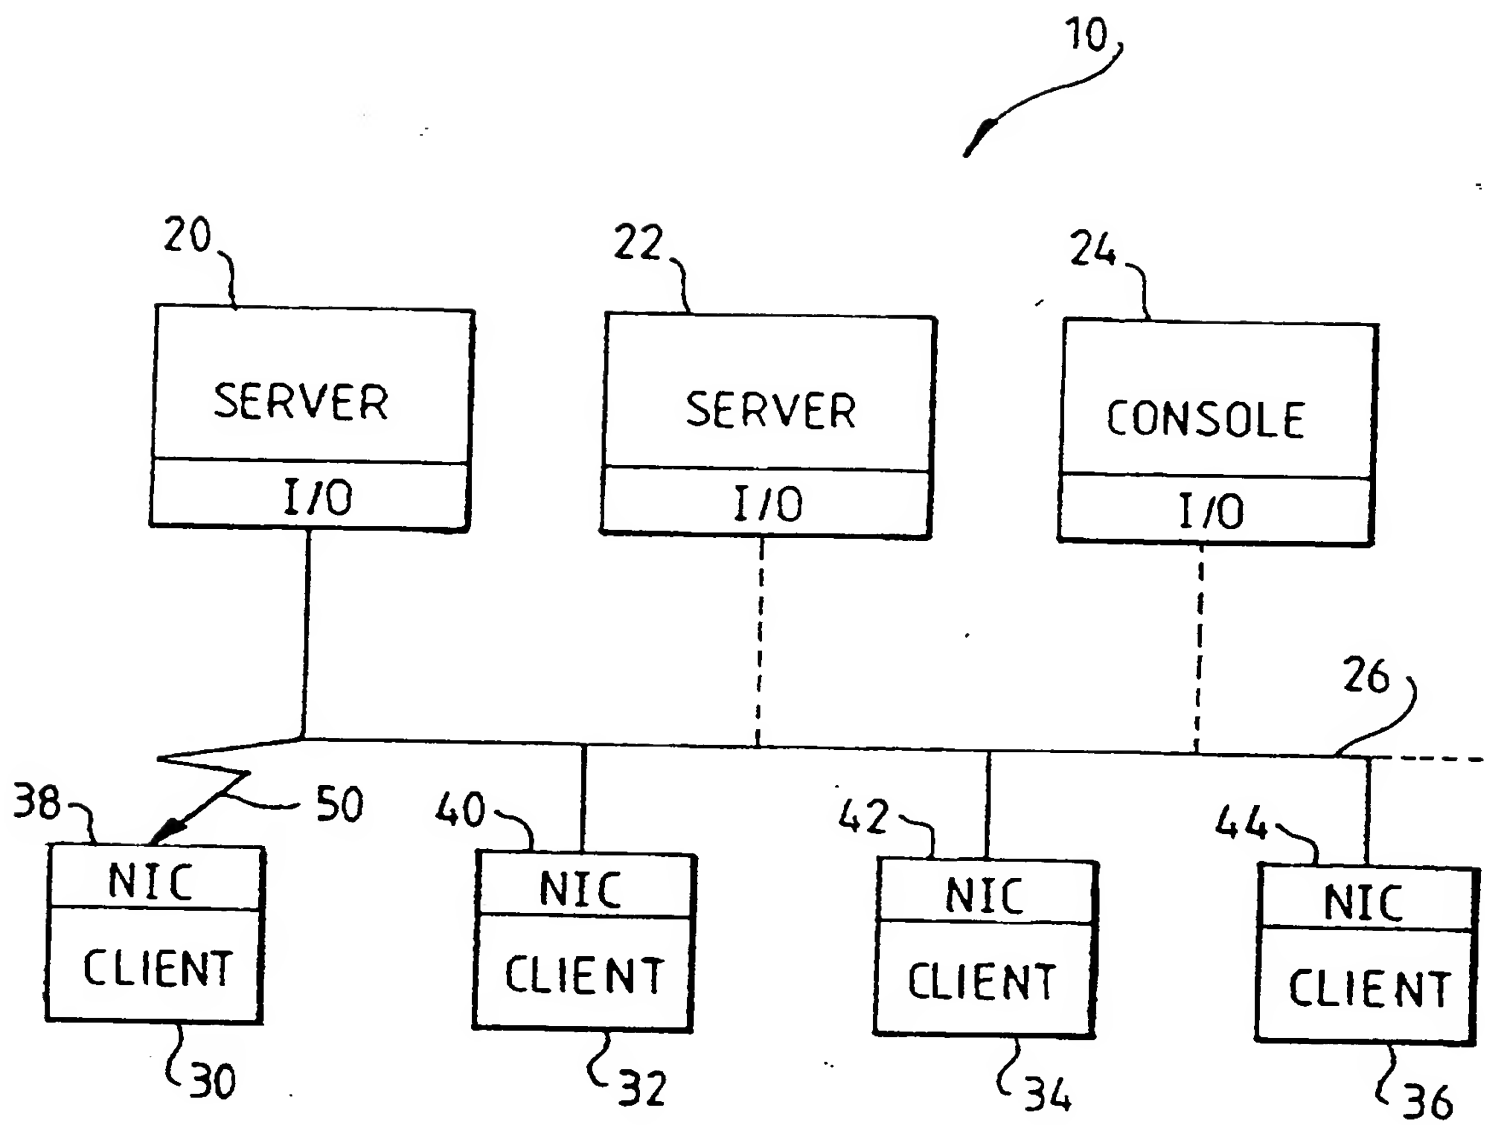 10
20
22
24
SERVER
SERVER
CONSOLE
I/O
I/O
I/O
26
38
50
40
42
44
NIC
NIC
NIC
NIC
CLIENT
CLIENT
CLIENT
CLIENT
30
32
34
36